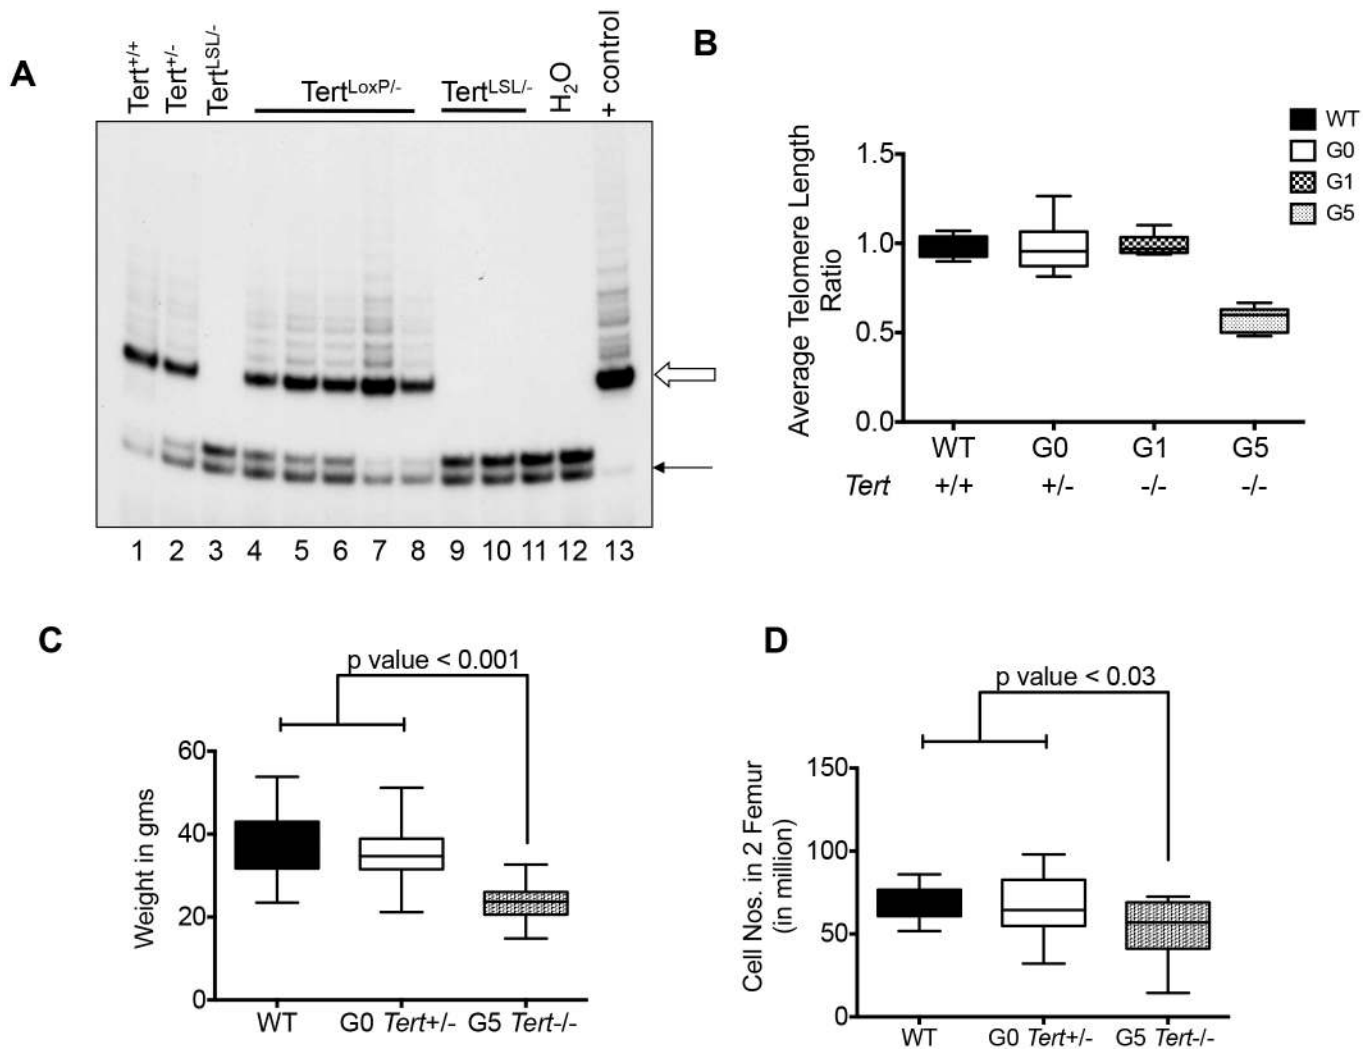 A
Tert+/+
Tert+/-
TertLSL/-
TertLoxP/-
TertLSL/-
H2O
+ control
1 2 3 4 5 6 7 8 9 10 11 12 13
B
WT
G0
G1
G5
Average Telomere Length
Ratio
1.5
1.0
0.5
0.0
WT G0 G1 G5
Tert +/+ +/- -/- -/-
C
p value < 0.001
Weight in gms
60
40
20
0
WT G0 Tert+/- G5 Tert-/-
D
p value < 0.03
Cell Nos. in 2 Femur
(in million)
150
100
50
0
WT G0 Tert+/- G5 Tert-/-